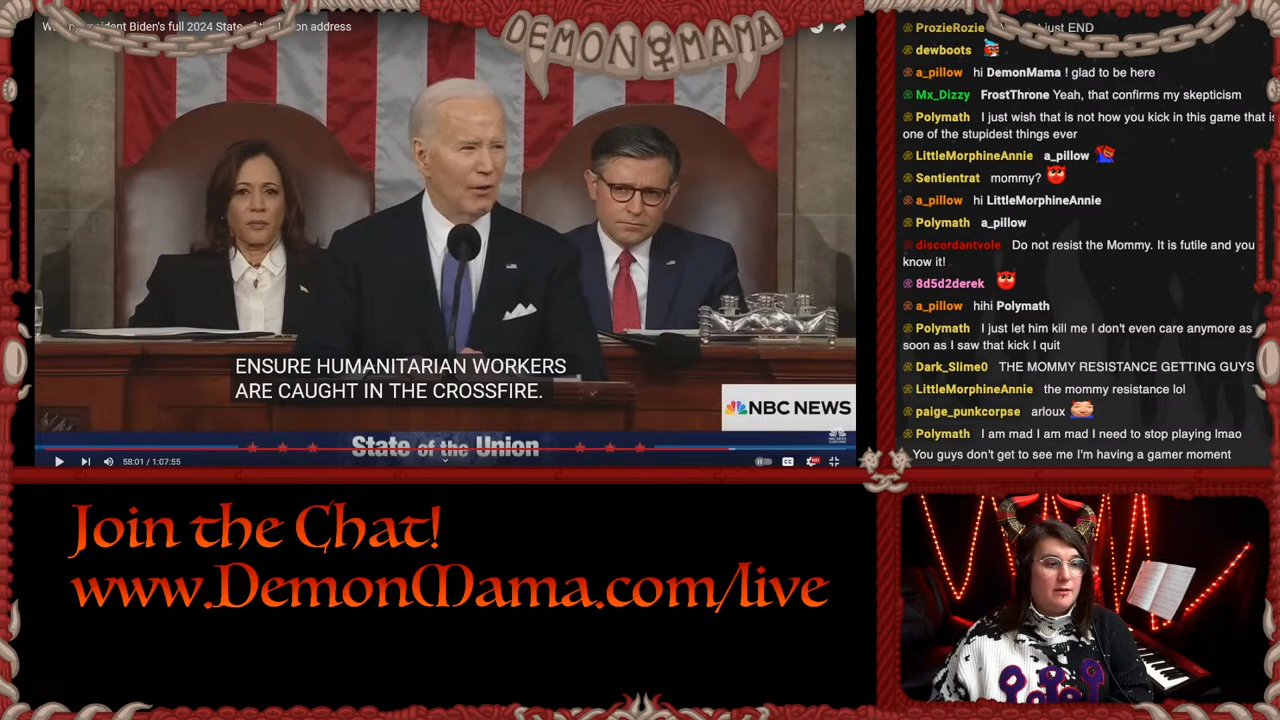 President Biden's full 2024 State
on address
DEMON MAMA
ENSURE HUMANITARIAN WORKERS
ARE CAUGHT IN THE CROSSFIRE.
NBC NEWS
State of the Union
58:01 / 1:07:55
Join the Chat!
www.DemonMama.com/live
ProzieRozie just END
dewboots
a_pillow hi DemonMama ! glad to be here
Mx_Dizzy FrostThrone Yeah, that confirms my skepticism
Polymath I just wish that is not how you kick in this game that is
one of the stupidest things ever
LittleMorphineAnnie a_pillow
Sentientrat mommy?
a_pillow hi LittleMorphineAnnie
Polymath a_pillow
discordantvole Do not resist the Mommy. It is futile and you
know it!
8d5d2derek
a_pillow hihi Polymath
Polymath I just let him kill me I don't even care anymore as
soon as I saw that kick I quit
Dark_Slime0 THE MOMMY RESISTANCE GETTING GUYS
LittleMorphineAnnie the mommy resistance lol
paige_punkcorpse arloux
Polymath I am mad I am mad I need to stop playing lmao
You guys don't get to see me I'm having a gamer moment